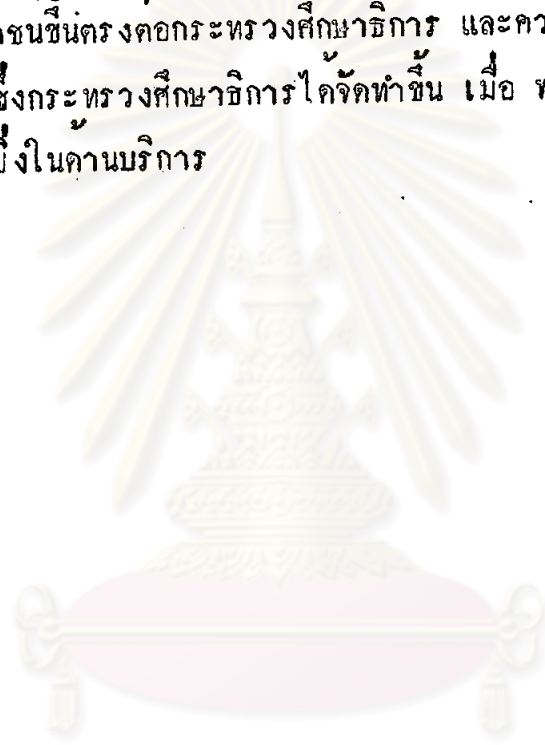 ชนขึ้นตรงต่อกระทรวงศึกษาธิการ และคว
ซึ่งกระทรวงศึกษาธิการได้จัดทำขึ้น เมื่อ พ
ยิ่งในด้านบริการ